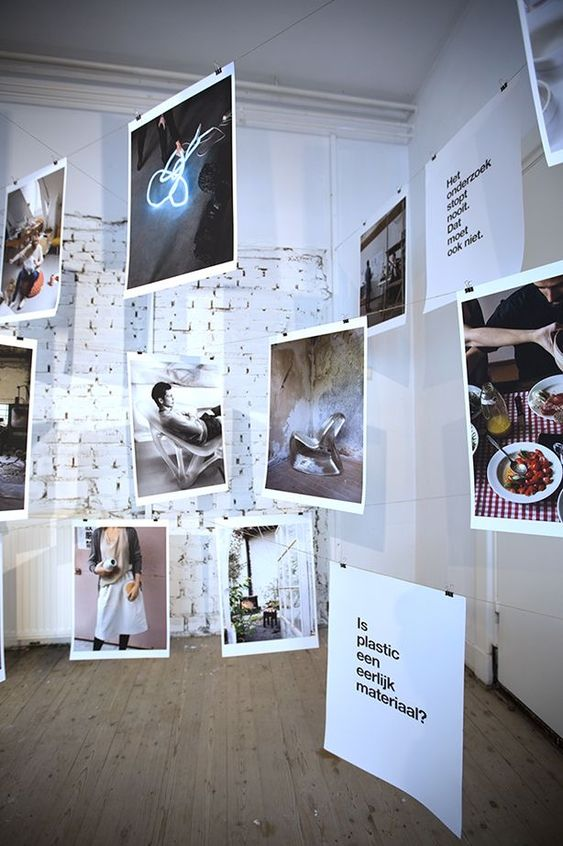 Het
onderzoek
stopt
nooit.
Dat
moet
ook niet.
Is
plastic
een
eerlijk
materiaal?